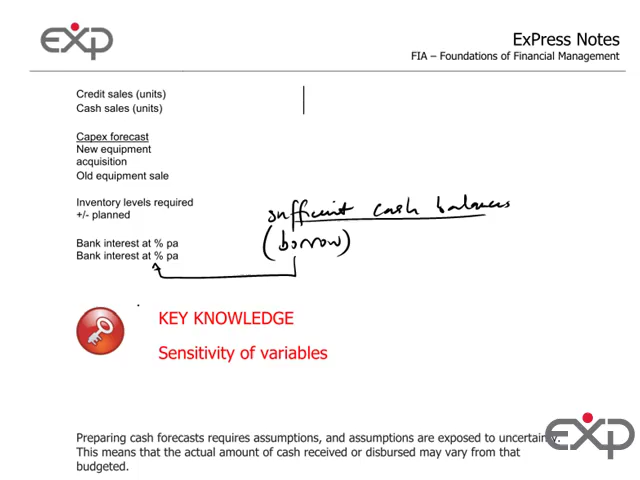 exp
ExPress Notes
FIA – Foundations of Financial Management
Credit sales (units)
Cash sales (units)
Capex forecast
New equipment
acquisition
Old equipment sale
Inventory levels required
+/- planned
sufficient cash balances
(borrow)
Bank interest at % pa
Bank interest at % pa
KEY KNOWLEDGE
Sensitivity of variables
Preparing cash forecasts requires assumptions, and assumptions are exposed to uncertainty.
This means that the actual amount of cash received or disbursed may vary from that
budgeted.
exp